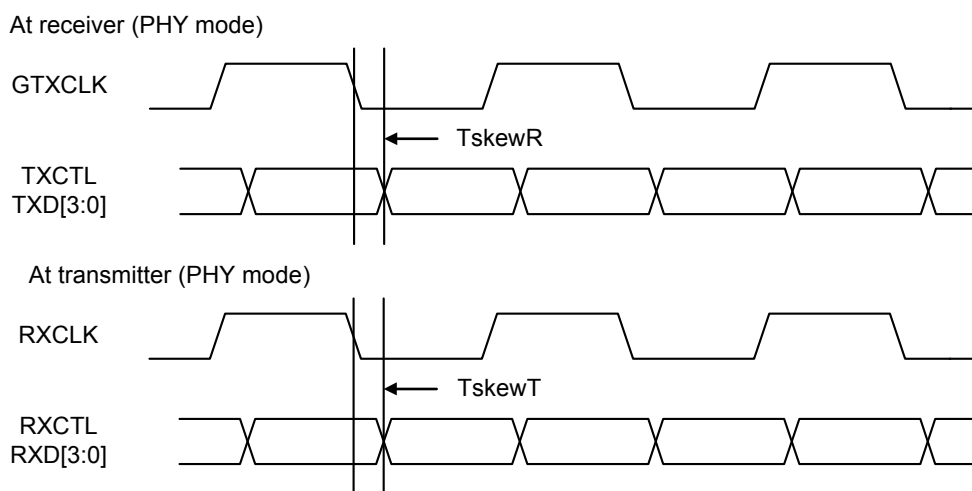 At receiver (PHY mode)
GTXCLK
TskewR
TXCTL
TXD[3:0]
At transmitter (PHY mode)
RXCLK
TskewT
RXCTL
RXD[3:0]